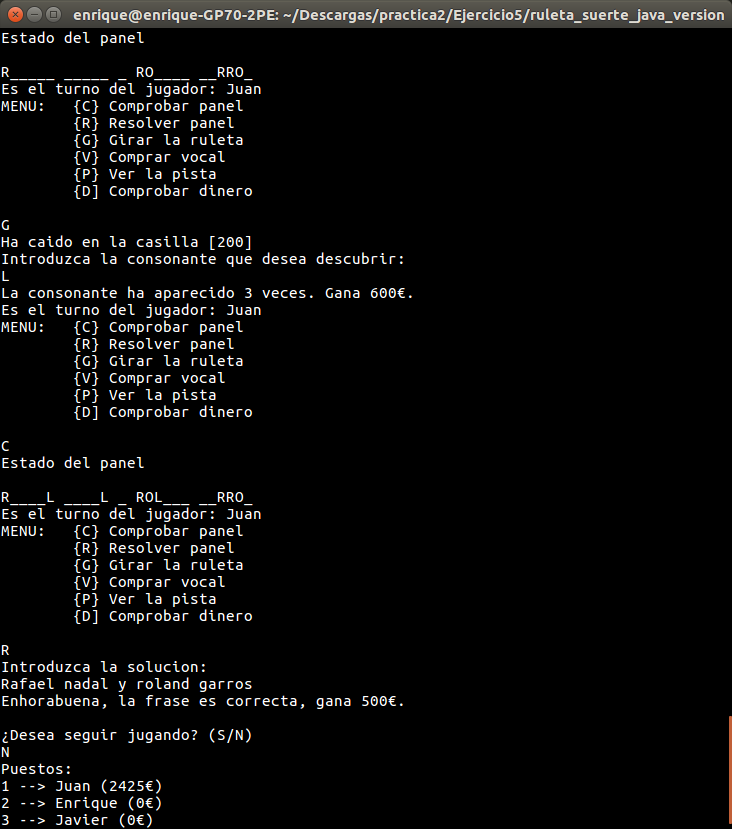 enrique@enrique-GP70-2PE: ~/Descargas/practica2/Ejercicio5/ruleta_suerte_java_version
Estado del panel

R_____ _____ _ RO____ __RRO_
Es el turno del jugador: Juan
MENU:   {C} Comprobar panel
        {R} Resolver panel
        {G} Girar la ruleta
        {V} Comprar vocal
        {P} Ver la pista
        {D] Comprobar dinero

G
Ha caido en la casilla [200]
Introduzca la consonante que desea descubrir:
L
La consonante ha aparecido 3 veces. Gana 600€.
Es el turno del jugador: Juan
MENU:   {C} Comprobar panel
        {R} Resolver panel
        {G} Girar la ruleta
        {V} Comprar vocal
        {P} Ver la pista
        {D] Comprobar dinero

C
Estado del panel

R____L ____L _ ROL___ __RRO_
Es el turno del jugador: Juan
MENU:   {C} Comprobar panel
        {R} Resolver panel
        {G} Girar la ruleta
        {V} Comprar vocal
        {P} Ver la pista
        {D] Comprobar dinero

R
Introduzca la solucion:
Rafael nadal y roland garros
Enhorabuena, la frase es correcta, gana 500€.

¿Desea seguir jugando? (S/N)
N
Puestos:
1 --> Juan (2425€)
2 --> Enrique (0€)
3 --> Javier (0€)